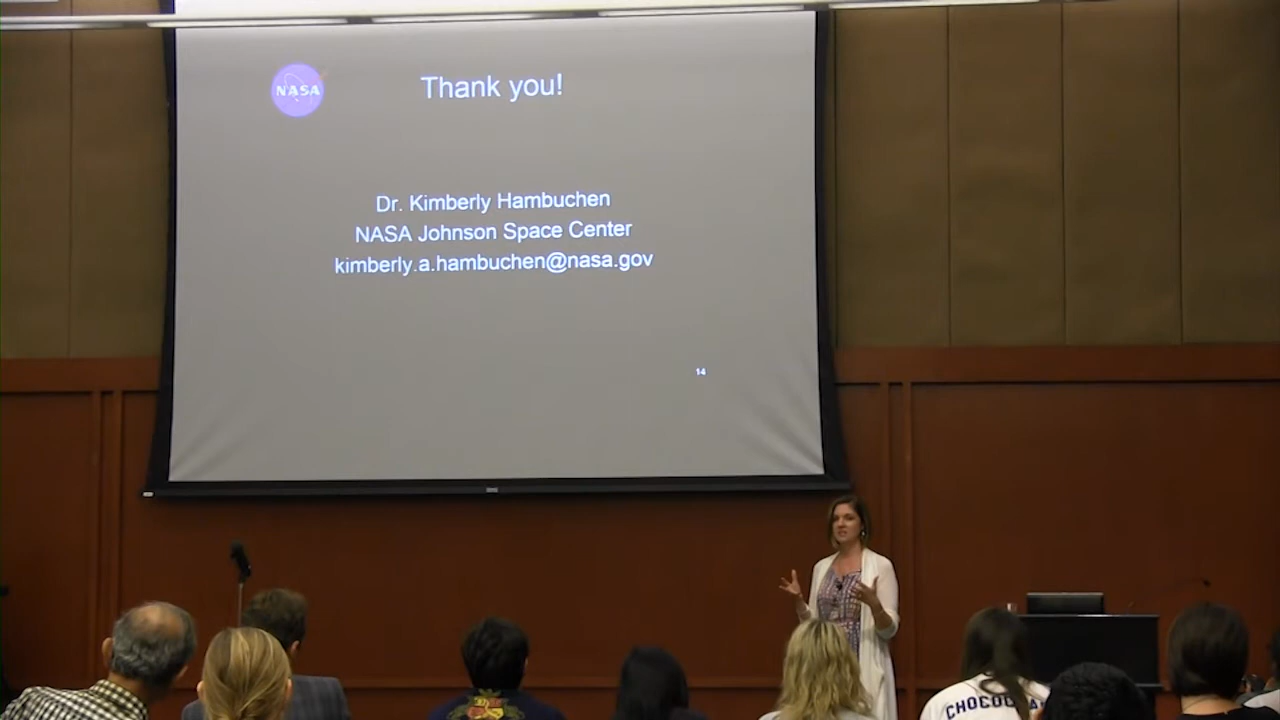 NASA
Thank you!
Dr. Kimberly Hambuchen
NASA Johnson Space Center
kimberly.a.hambuchen@nasa.gov
14